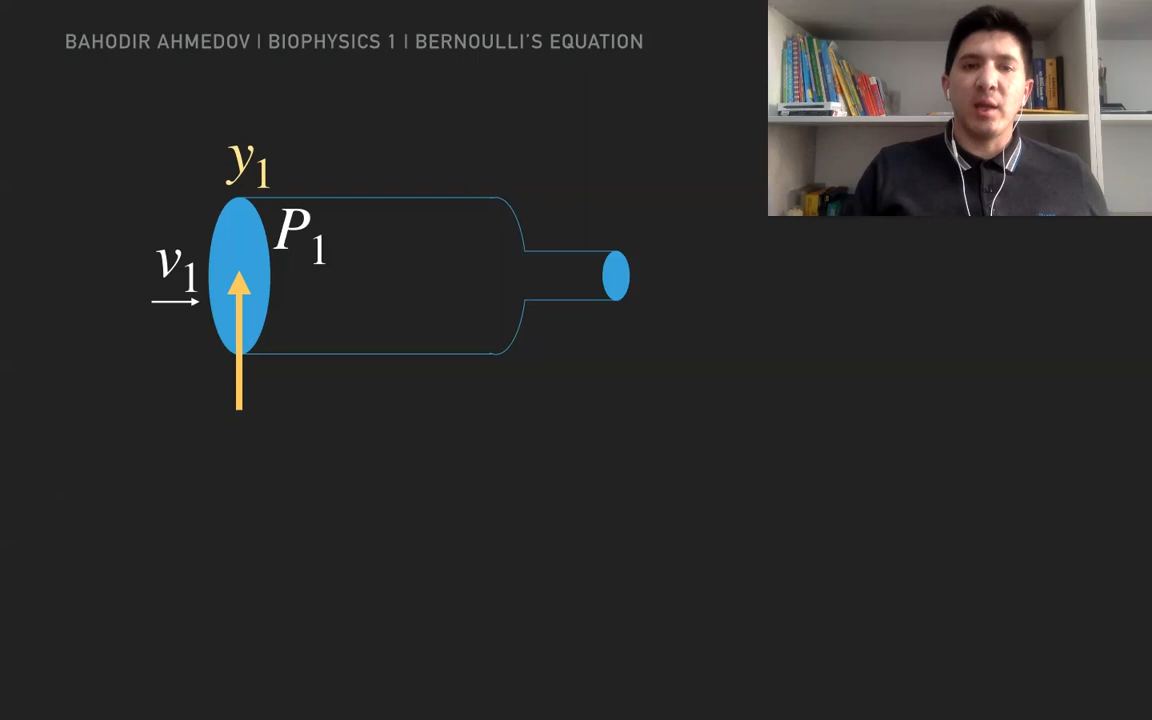 BAHODIR AHMEDOV | BIOPHYSICS 1 | BERNOULLI'S EQUATION
y₁
P₁
v₁